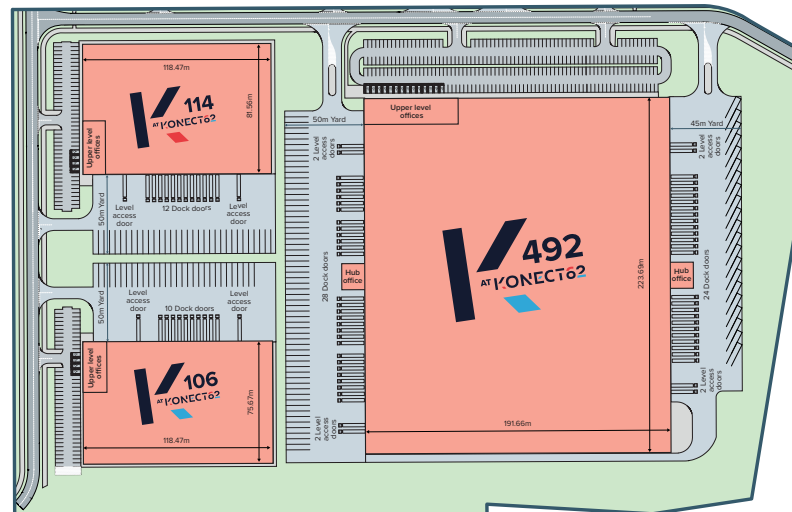 118.47m
114
AT KONECT62
81.56m
Upper level
offices
50m Yard
Level
access
door
12 Dock doors
Level
access
door
50m Yard
Level
access
door
10 Dock doors
Level
access
door
Upper level
offices
106
AT KONECT62
75.67m
118.47m
50m Yard
2 Level
access
doors
28 Dock doors
Hub
office
2 Level
access
doors
Upper level
offices
492
AT KONECT62
223.69m
191.66m
45m Yard
2 Level
access
doors
Hub
office
24 Dock doors
2 Level
access
doors